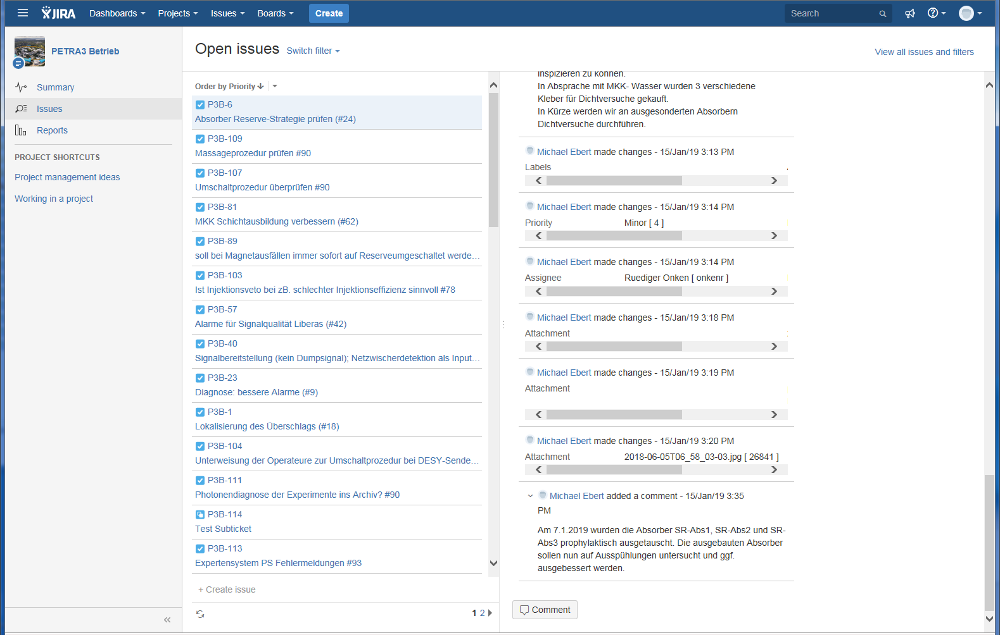 JIRA Dashboards Projects Issues Boards Create Search
PETRA3 Betrieb
Summary
Issues
Reports
PROJECT SHORTCUTS
Project management ideas
Working in a project
Open issues Switch filter
View all issues and filters
Order by Priority
P3B-6
Absorber Reserve-Strategie prüfen (#24)
P3B-109
Massageprozedur prüfen #90
P3B-107
Umschaltprozedur überprüfen #90
P3B-81
MKK Schichtausbildung verbessern (#62)
P3B-89
soll bei Magnetausfällen immer sofort auf Reserveumgeschaltet werde…
P3B-103
Ist Injektionsveto bei zB. schlechter Injektionseffizienz sinnvoll #78
P3B-57
Alarme für Signalqualität Liberas (#42)
P3B-40
Signalbereitstellung (kein Dumpsignal); Netzwischerdetektion als Input…
P3B-23
Diagnose: bessere Alarme (#9)
P3B-1
Lokalisierung des Überschlags (#18)
P3B-104
Unterweisung der Operateure zur Umschaltprozedur bei DESY-Sende…
P3B-111
Photonendiagnose der Experimente ins Archiv? #90
P3B-114
Test Subticket
P3B-113
Expertensystem PS Fehlermeldungen #93
+ Create issue
1 2
inspizieren zu können.
In Absprache mit MKK- Wasser wurden 3 verschiedene
Kleber für Dichtversuche gekauft.
In Kürze werden wir an ausgesonderten Absorbern
Dichtversuche durchführen.
Michael Ebert made changes - 15/Jan/19 3:13 PM
Labels
Michael Ebert made changes - 15/Jan/19 3:14 PM
Priority Minor [ 4 ]
Michael Ebert made changes - 15/Jan/19 3:14 PM
Assignee Ruediger Onken [ onkenr ]
Michael Ebert made changes - 15/Jan/19 3:18 PM
Attachment
Michael Ebert made changes - 15/Jan/19 3:19 PM
Attachment
Michael Ebert made changes - 15/Jan/19 3:20 PM
Attachment 2018-06-05T06_58_03-03.jpg [ 26841 ]
Michael Ebert added a comment - 15/Jan/19 3:35
PM
Am 7.1.2019 wurden die Absorber SR-Abs1, SR-Abs2 und SR-
Abs3 prophylaktisch ausgetauscht. Die ausgebauten Absorber
sollen nun auf Ausspühlungen untersucht und ggf.
ausgebessert werden.
Comment